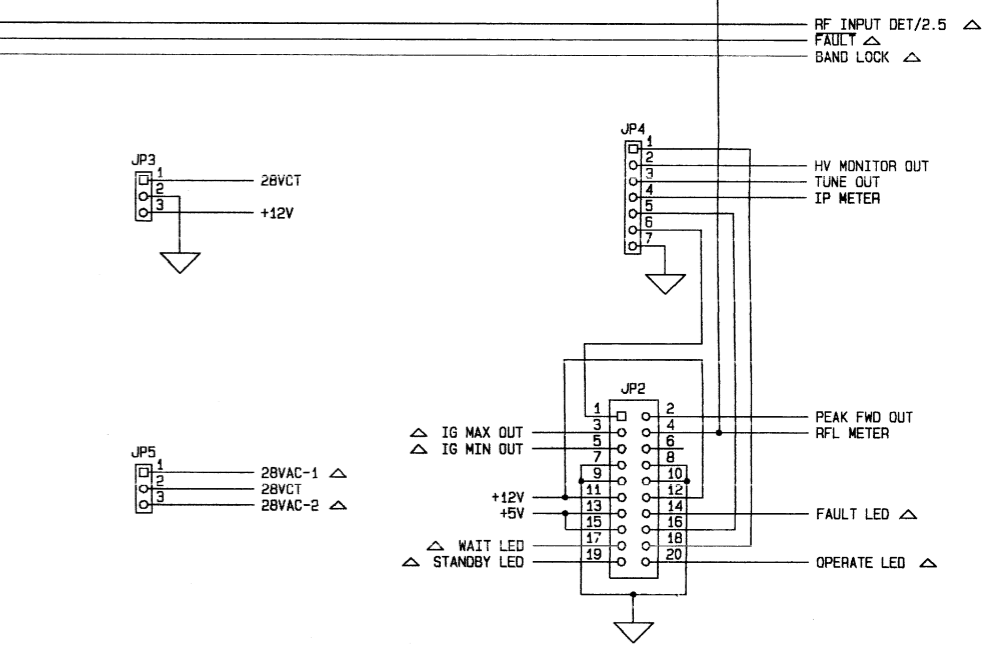 RF INPUT DET/2.5 △
FAULT △
BAND LOCK △
JP4
1
2
3
4
5
6
7
HV MONITOR OUT
TUNE OUT
IP METER
JP3
1
2
3
28VCT
+12V
JP2
1 2
3 4
5 6
7 8
9 10
11 12
13 14
15 16
17 18
19 20
PEAK FWD OUT
RFL METER
△ IG MAX OUT
△ IG MIN OUT
+12V
+5V
△ WAIT LED
△ STANDBY LED
FAULT LED △
OPERATE LED △
JP5
1
2
3
28VAC-1 △
28VCT
28VAC-2 △